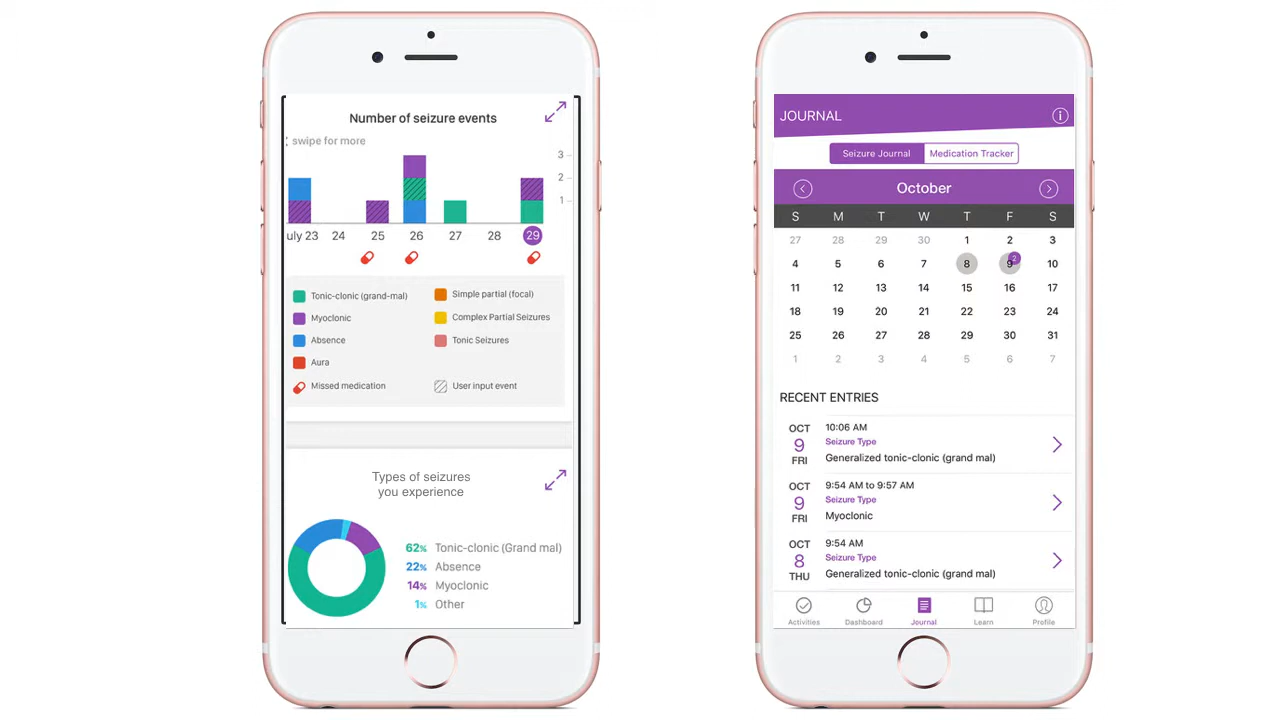 Number of seizure events
swipe for more
3
2
1
uly 23 24 25 26 27 28 29
Tonic-clonic (grand-mal)
Simple partial (focal)
Myoclonic
Complex Partial Seizures
Absence
Tonic Seizures
Aura
Missed medication
User input event
Types of seizures
you experience
62% Tonic-clonic (Grand mal)
22% Absence
14% Myoclonic
1% Other
JOURNAL
i
Seizure Journal Medication Tracker
October
S M T W T F S
27 28 29 30 1 2 3
4 5 6 7 8 9 2 10
11 12 13 14 15 16 17
18 19 20 21 22 23 24
25 26 27 28 29 30 31
1 2 3 4 5 6 7
RECENT ENTRIES
OCT 9 FRI
10:06 AM
Seizure Type
Generalized tonic-clonic (grand mal)
OCT 9 FRI
9:54 AM to 9:57 AM
Seizure Type
Myoclonic
OCT 8 THU
9:54 AM
Seizure Type
Generalized tonic-clonic (grand mal)
Activities Dashboard Journal Learn Profile